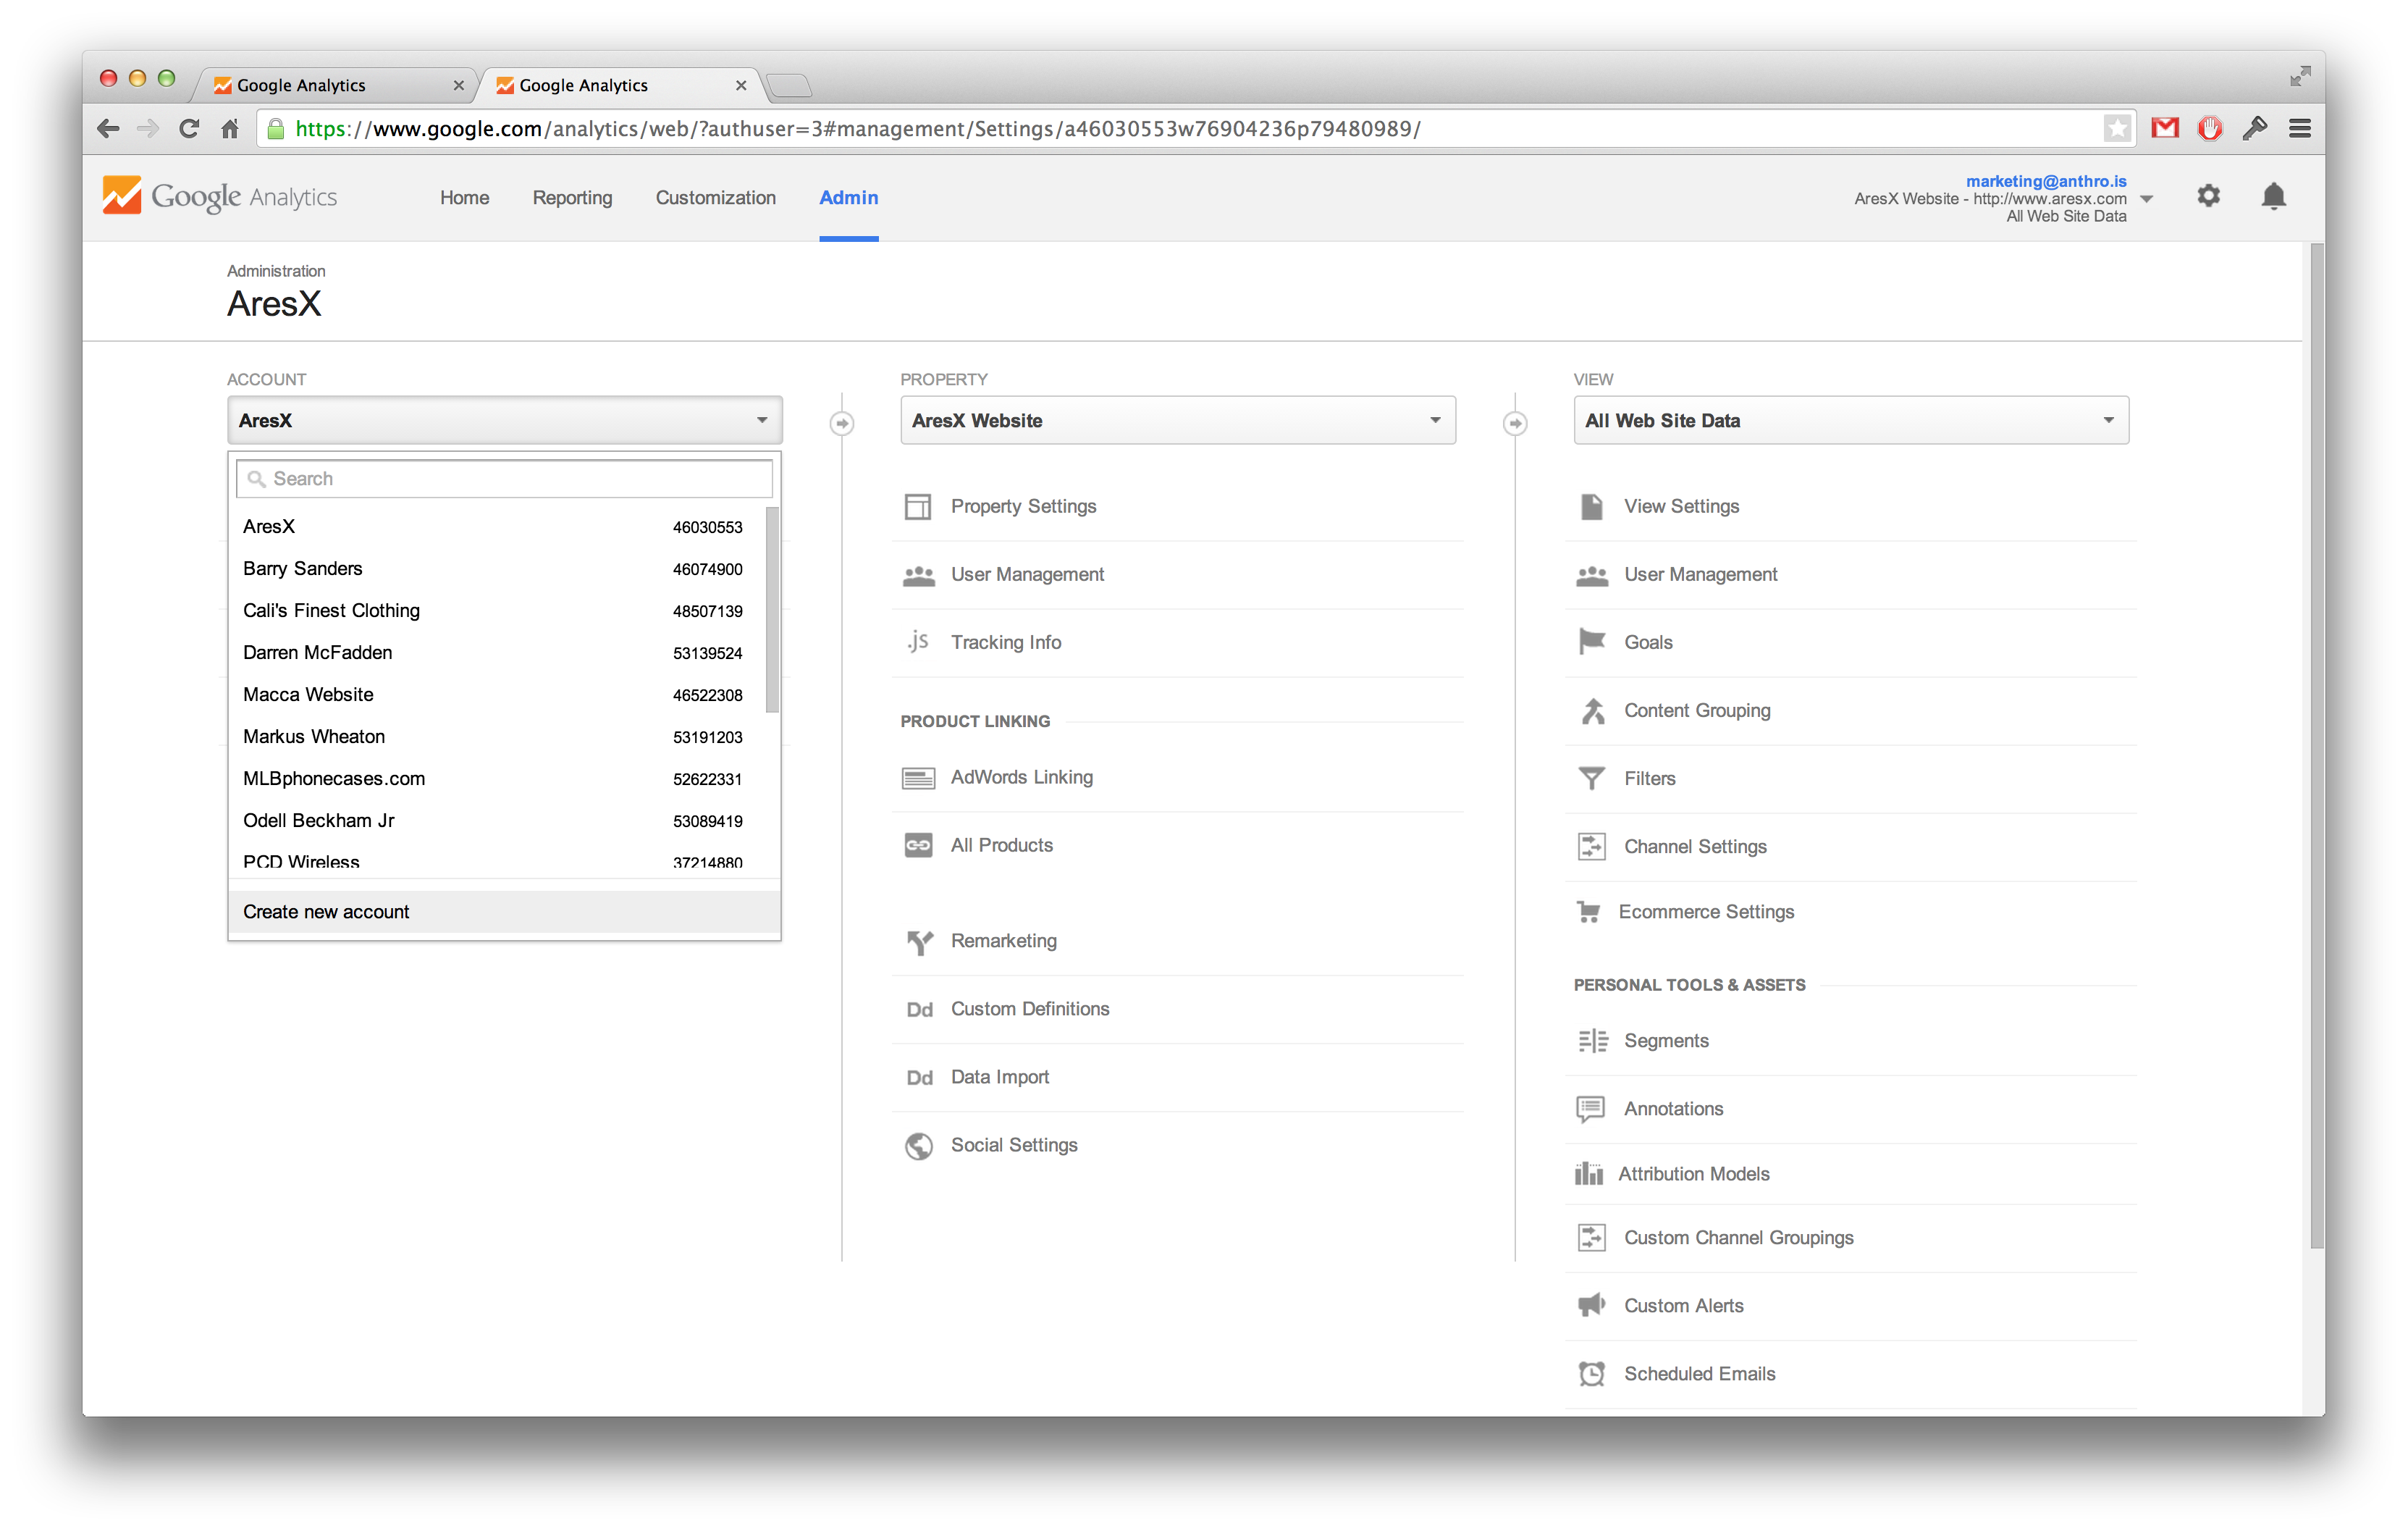 Google Analytics
Google Analytics
https://www.google.com/analytics/web/?authuser=3#management/Settings/a46030553w76904236p79480989/
Google Analytics
Home
Reporting
Customization
Admin
marketing@anthro.is
AresX Website - http://www.aresx.com
All Web Site Data
Administration
AresX
ACCOUNT
AresX
Search
AresX 46030553
Barry Sanders 46074900
Cali's Finest Clothing 48507139
Darren McFadden 53139524
Macca Website 46522308
Markus Wheaton 53191203
MLBphonecases.com 52622331
Odell Beckham Jr 53089419
PCD Wireless 37214880
Create new account
PROPERTY
AresX Website
Property Settings
User Management
.js Tracking Info
PRODUCT LINKING
AdWords Linking
All Products
Remarketing
Dd Custom Definitions
Dd Data Import
Social Settings
VIEW
All Web Site Data
View Settings
User Management
Goals
Content Grouping
Filters
Channel Settings
Ecommerce Settings
PERSONAL TOOLS & ASSETS
Segments
Annotations
Attribution Models
Custom Channel Groupings
Custom Alerts
Scheduled Emails